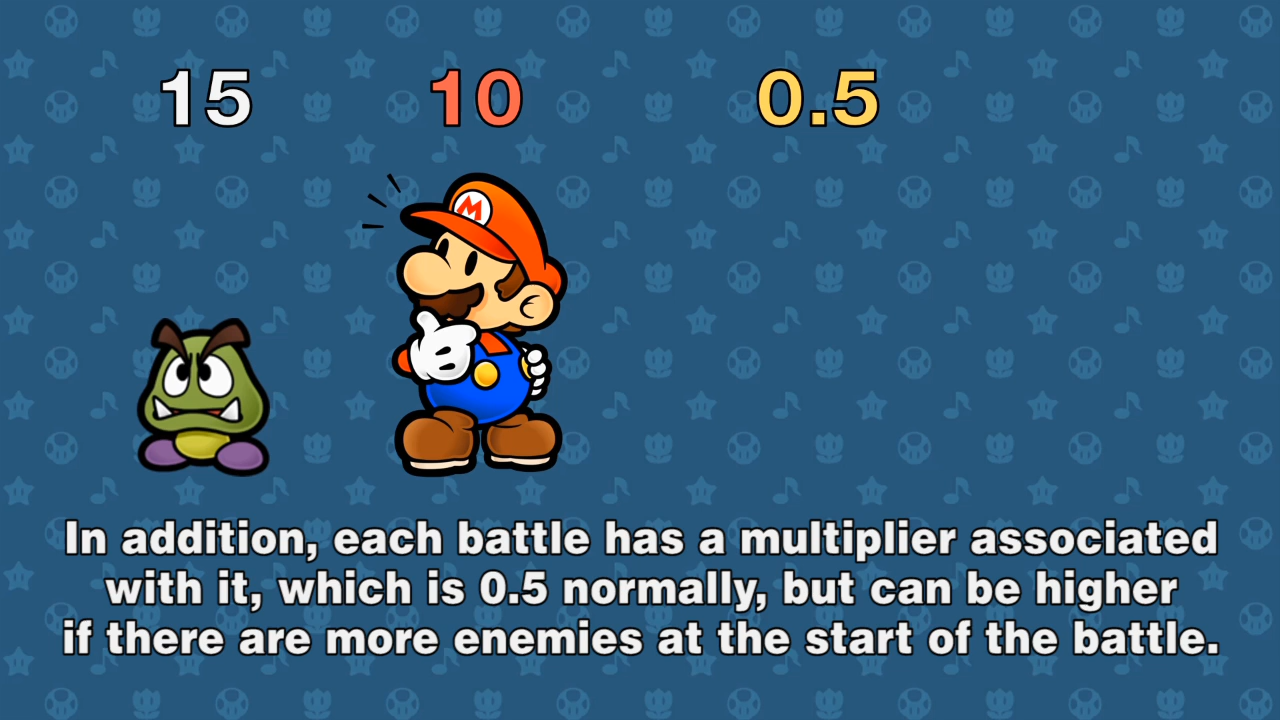 15 10 0.5
M
In addition, each battle has a multiplier associated
with it, which is 0.5 normally, but can be higher
if there are more enemies at the start of the battle.